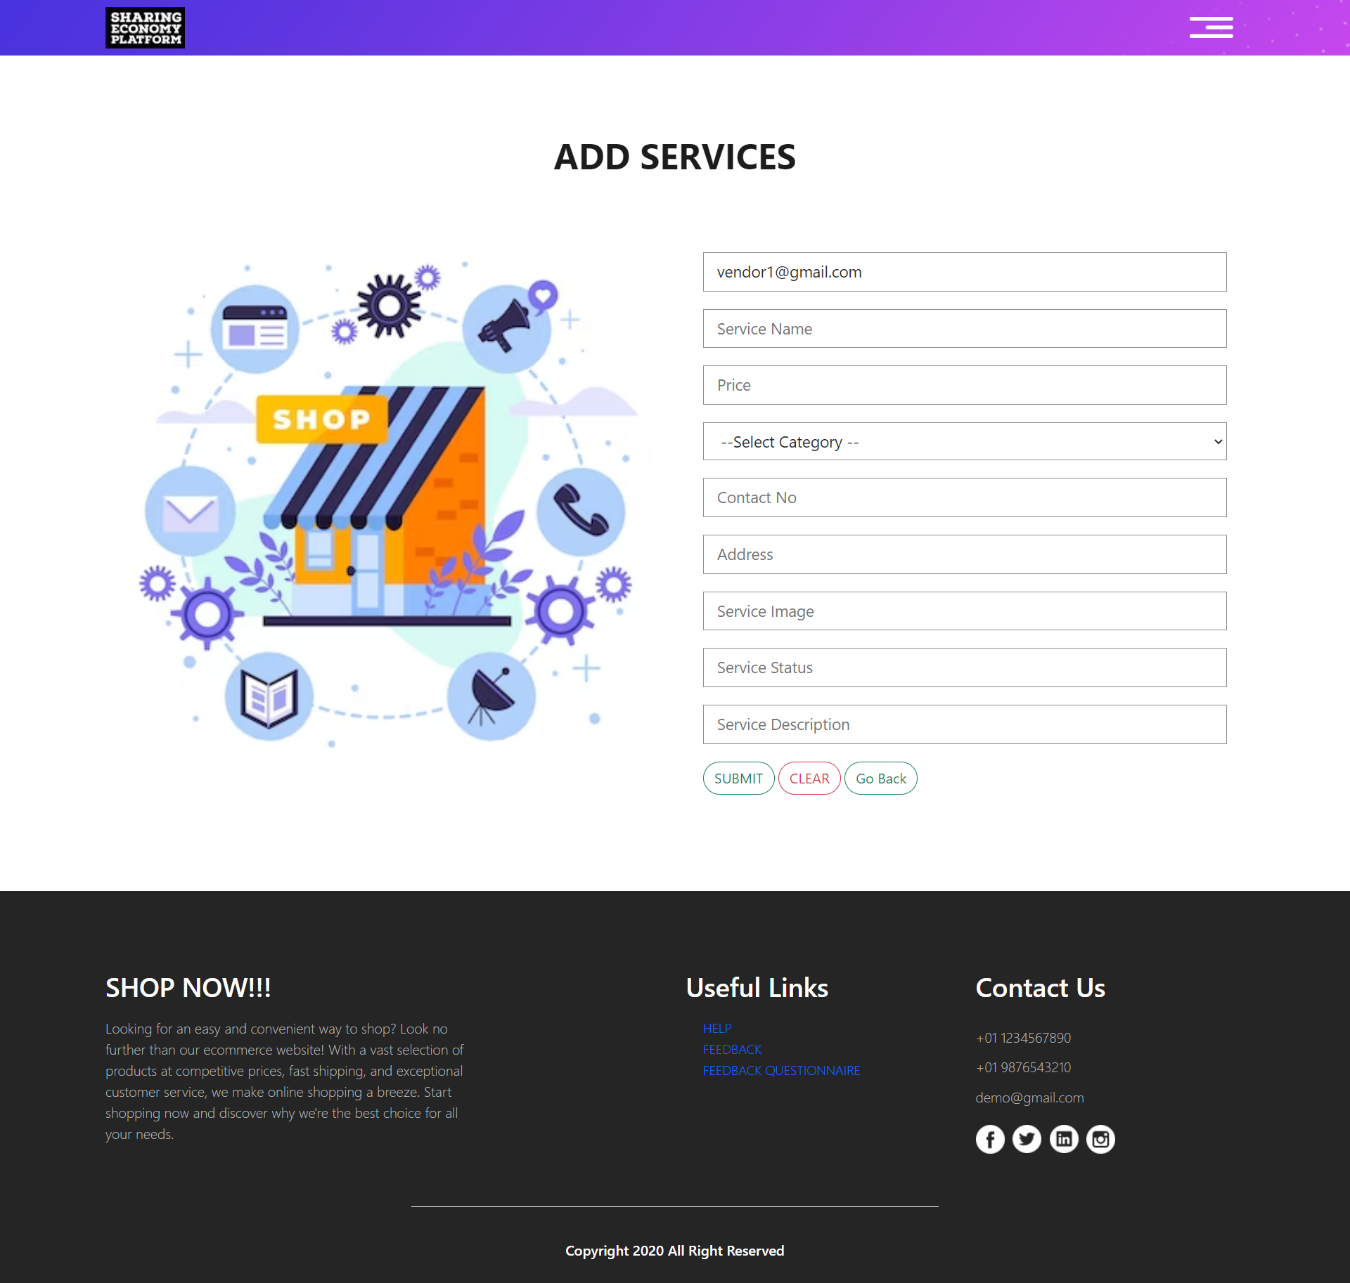 SHARING
ECONOMY
PLATFORM
ADD SERVICES
SHOP
vendor1@gmail.com
Service Name
Price
--Select Category --
Contact No
Address
Service Image
Service Status
Service Description
SUBMIT CLEAR Go Back
SHOP NOW!!!
Looking for an easy and convenient way to shop? Look no
further than our ecommerce website! With a vast selection of
products at competitive prices, fast shipping, and exceptional
customer service, we make online shopping a breeze. Start
shopping now and discover why we're the best choice for all
your needs.
Useful Links
HELP
FEEDBACK
FEEDBACK QUESTIONNAIRE
Contact Us
+01 1234567890
+01 9876543210
demo@gmail.com
Copyright 2020 All Right Reserved